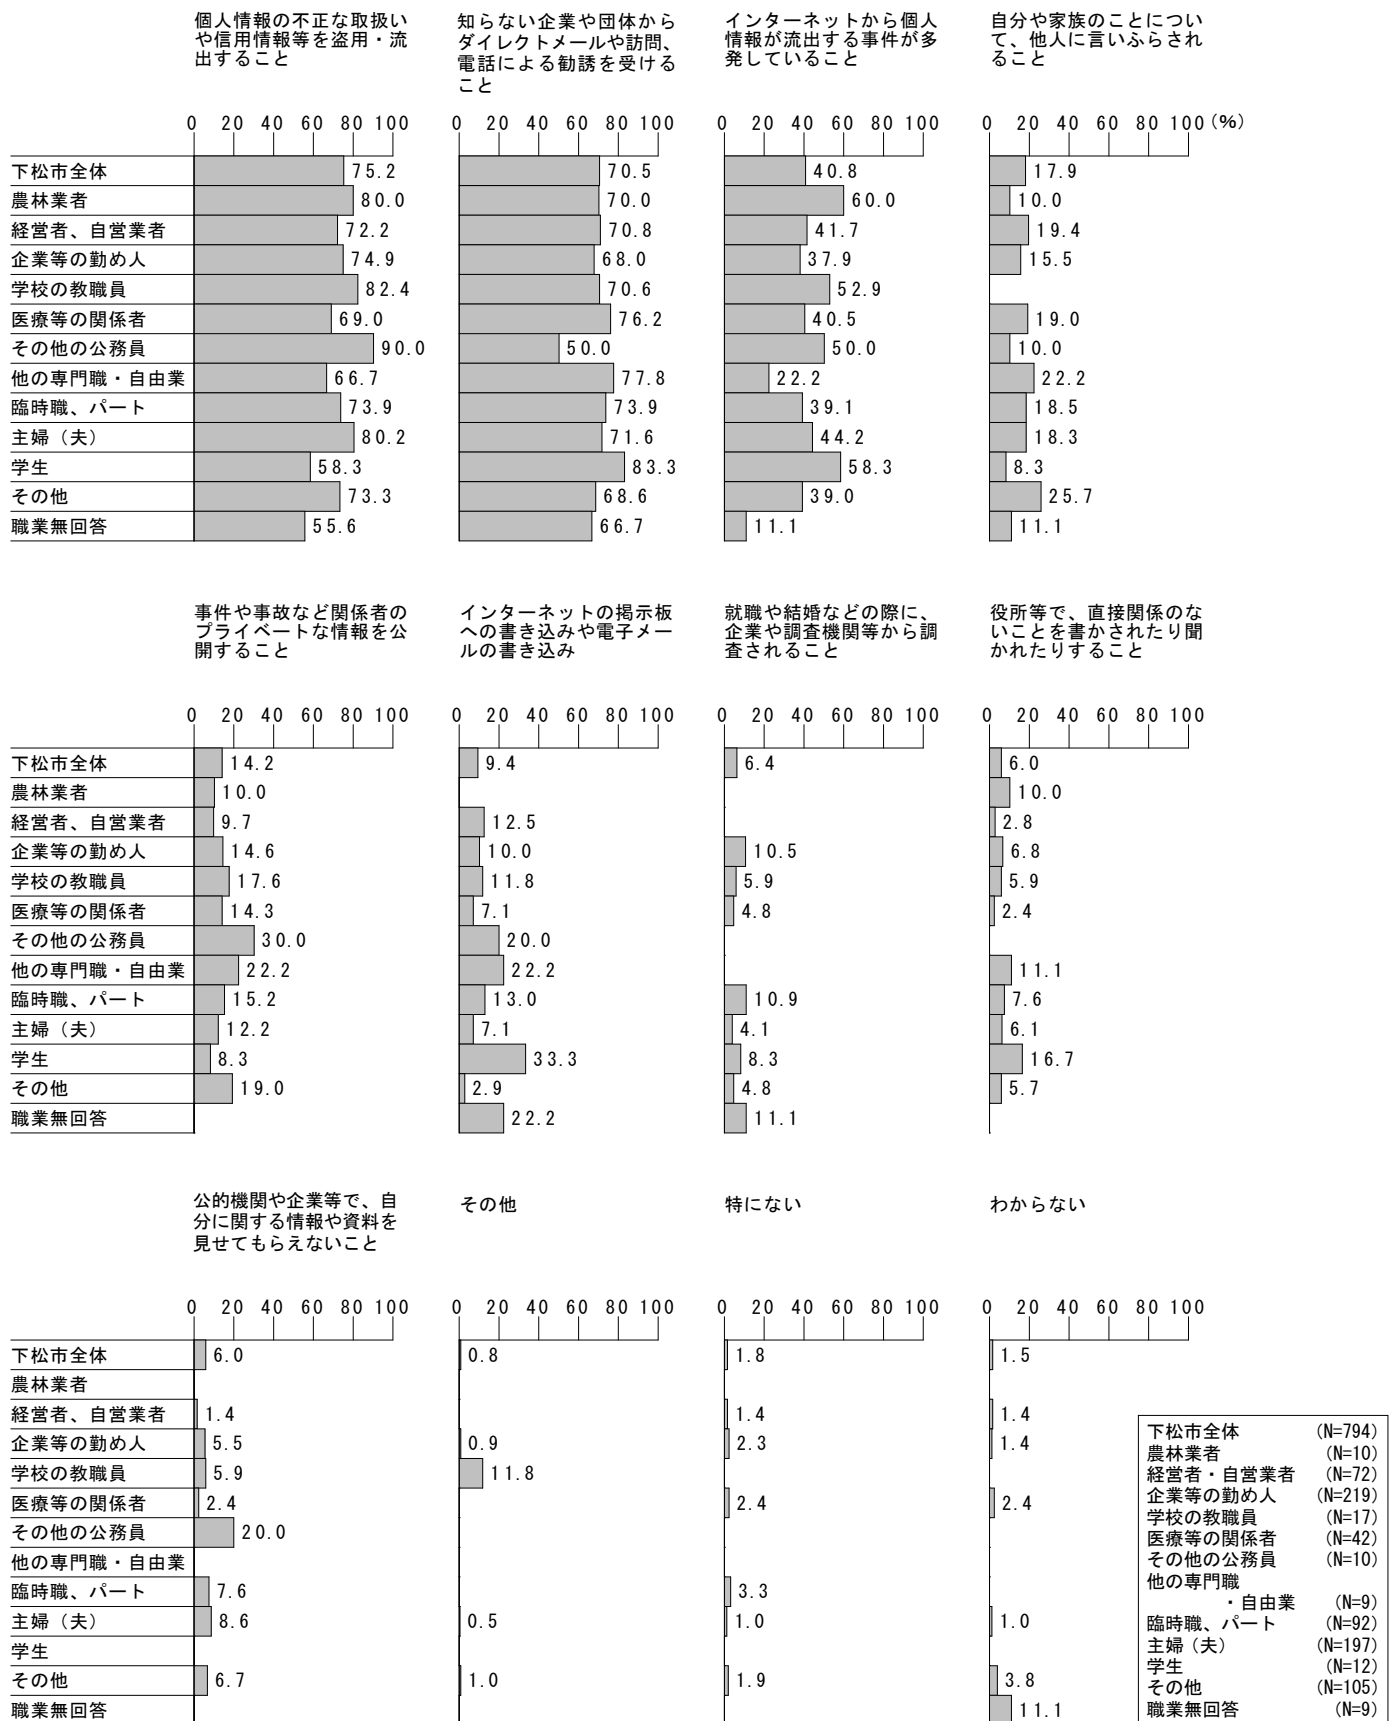 個人情報の不正な取扱い
や信用情報等を盗用・流
出すること
知らない企業や団体から
ダイレクトメールや訪問、
電話による勧誘を受ける
こと
インターネットから個人
情報が流出する事件が多
発していること
自分や家族のことについ
て、他人に言いふらされ
ること
0 20 40 60 80 100 0 20 40 60 80 100 0 20 40 60 80 100 0 20 40 60 80 100 (%)
下松市全体 75.2 70.5 40.8 17.9
農林業者 80.0 70.0 60.0 10.0
経営者、自営業者 72.2 70.8 41.7 19.4
企業等の勤め人 74.9 68.0 37.9 15.5
学校の教職員 82.4 70.6 52.9
医療等の関係者 69.0 76.2 40.5 19.0
その他の公務員 90.0 50.0 50.0 10.0
他の専門職・自由業 66.7 77.8 22.2 22.2
臨時職、パート 73.9 73.9 39.1 18.5
主婦（夫） 80.2 71.6 44.2 18.3
学生 58.3 83.3 58.3 8.3
その他 73.3 68.6 39.0 25.7
職業無回答 55.6 66.7 11.1 11.1
事件や事故など関係者の
プライベートな情報を公
開すること
インターネットの掲示板
への書き込みや電子メー
ルの書き込み
就職や結婚などの際に、
企業や調査機関等から調
査されること
役所等で、直接関係のな
いことを書かされたり聞
かれたりすること
0 20 40 60 80 100 0 20 40 60 80 100 0 20 40 60 80 100 0 20 40 60 80 100
下松市全体 14.2 9.4 6.4 6.0
農林業者 10.0 10.0
経営者、自営業者 9.7 12.5 2.8
企業等の勤め人 14.6 10.0 10.5 6.8
学校の教職員 17.6 11.8 5.9 5.9
医療等の関係者 14.3 7.1 4.8 2.4
その他の公務員 30.0 20.0
他の専門職・自由業 22.2 22.2 11.1
臨時職、パート 15.2 13.0 10.9 7.6
主婦（夫） 12.2 7.1 4.1 6.1
学生 8.3 33.3 8.3 16.7
その他 19.0 2.9 4.8 5.7
職業無回答 22.2 11.1
公的機関や企業等で、自
分に関する情報や資料を
見せてもらえないこと
その他
特にない
わからない
0 20 40 60 80 100 0 20 40 60 80 100 0 20 40 60 80 100 0 20 40 60 80 100
下松市全体 6.0 0.8 1.8 1.5
農林業者
経営者、自営業者 1.4 1.4 1.4
企業等の勤め人 5.5 0.9 2.3 1.4
学校の教職員 5.9 11.8
医療等の関係者 2.4 2.4 2.4
その他の公務員 20.0
他の専門職・自由業
臨時職、パート 7.6 3.3
主婦（夫） 8.6 0.5 1.0 1.0
学生
その他 6.7 1.0 1.9 3.8
職業無回答 11.1
下松市全体 (N=794)
農林業者 (N=10)
経営者・自営業者 (N=72)
企業等の勤め人 (N=219)
学校の教職員 (N=17)
医療等の関係者 (N=42)
その他の公務員 (N=10)
他の専門職
・自由業 (N=9)
臨時職、パート (N=92)
主婦（夫） (N=197)
学生 (N=12)
その他 (N=105)
職業無回答 (N=9)